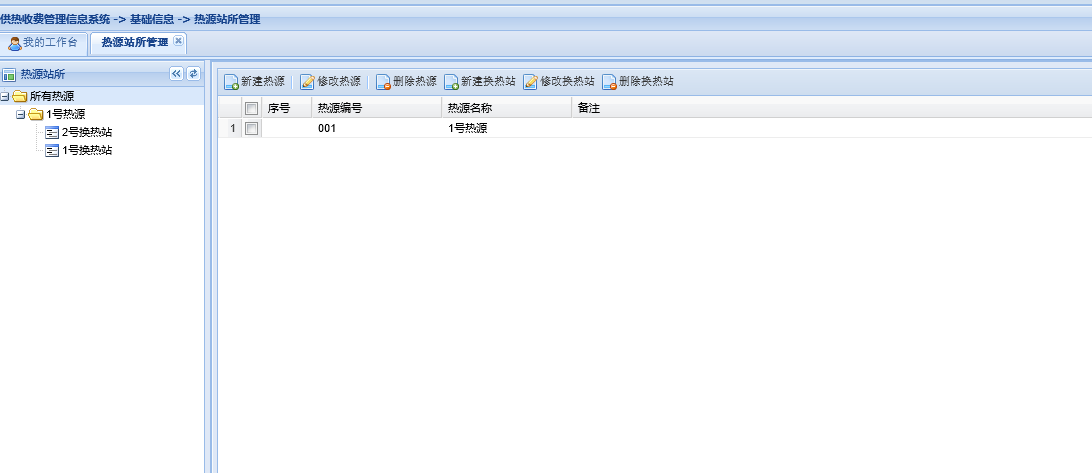 供热收费管理信息系统 -> 基础信息 -> 热源站所管理
我的工作台 热源站所管理
热源站所
所有热源
1号热源
2号换热站
1号换热站
新建热源 修改热源 删除热源 新建换热站 修改换热站 删除换热站
序号 热源编号 热源名称 备注
1 001 1号热源